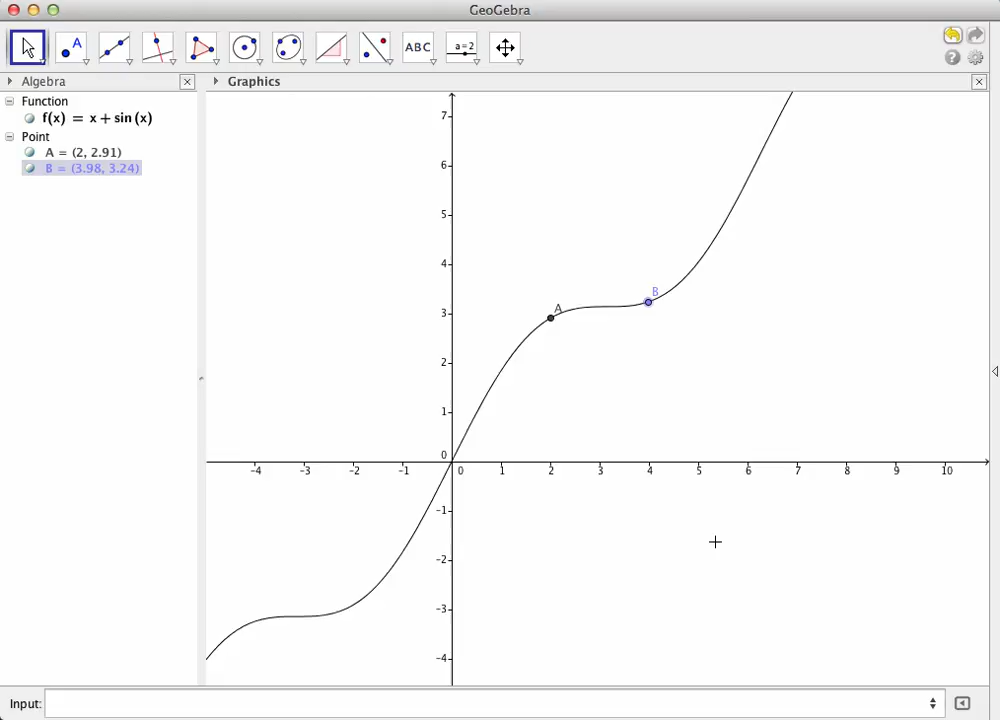 GeoGebra
A
ABC
a=2
Algebra
Graphics
Function
f(x) = x + sin (x)
Point
A = (2, 2.91)
B = (3.98, 3.24)
7
6
5
4
3
2
1
0
-1
-2
-3
-4
A
B
-4 -3 -2 -1 0 1 2 3 4 5 6 7 8 9 10
Input: